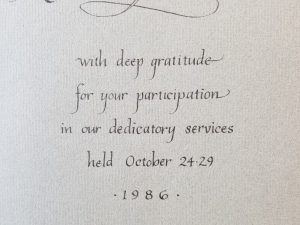 with deep gratitude
for your participation
in our dedicatory services
held October 24-29
· 1986 ·